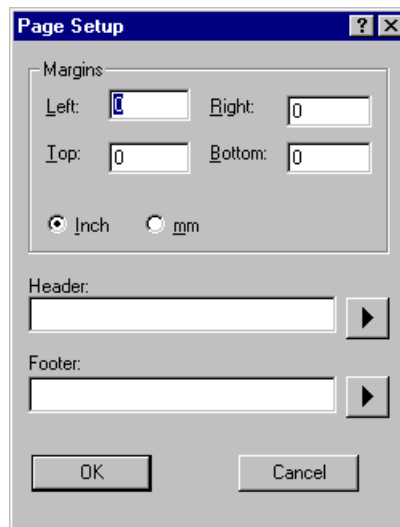 Page Setup ? X
Margins
Left: 0 Right: 0
Top: 0 Bottom: 0
Inch mm
Header:
Footer:
OK Cancel